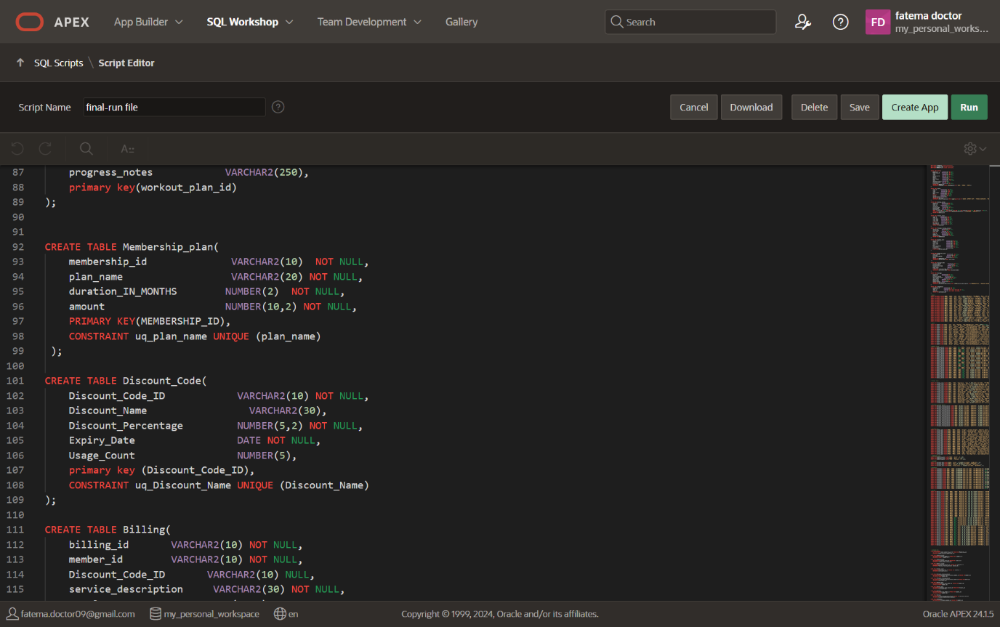 APEX App Builder SQL Workshop Team Development Gallery Search FD fatema doctor
my_personal_works...
SQL Scripts \ Script Editor
Script Name final-run file ? Cancel Download Delete Save Create App Run
A::
87 progress_notes VARCHAR2(250),
88 primary key(workout_plan_id)
89 );
90
91
92 CREATE TABLE Membership_plan(
93 membership_id VARCHAR2(10) NOT NULL,
94 plan_name VARCHAR2(20) NOT NULL,
95 duration_IN_MONTHS NUMBER(2) NOT NULL,
96 amount NUMBER(10,2) NOT NULL,
97 PRIMARY KEY(MEMBERSHIP_ID),
98 CONSTRAINT uq_plan_name UNIQUE (plan_name)
99 );
100
101 CREATE TABLE Discount_Code(
102 Discount_Code_ID VARCHAR2(10) NOT NULL,
103 Discount_Name VARCHAR2(30),
104 Discount_Percentage NUMBER(5,2) NOT NULL,
105 Expiry_Date DATE NOT NULL,
106 Usage_Count NUMBER(5),
107 primary key (Discount_Code_ID),
108 CONSTRAINT uq_Discount_Name UNIQUE (Discount_Name)
109 );
110
111 CREATE TABLE Billing(
112 billing_id VARCHAR2(10) NOT NULL,
113 member_id VARCHAR2(10) NOT NULL,
114 Discount_Code_ID VARCHAR2(10) NULL,
115 service_description VARCHAR2(30) NOT NULL,
fatema.doctor09@gmail.com my_personal_workspace en Copyright © 1999, 2024, Oracle and/or its affiliates. Oracle APEX 24.1.5